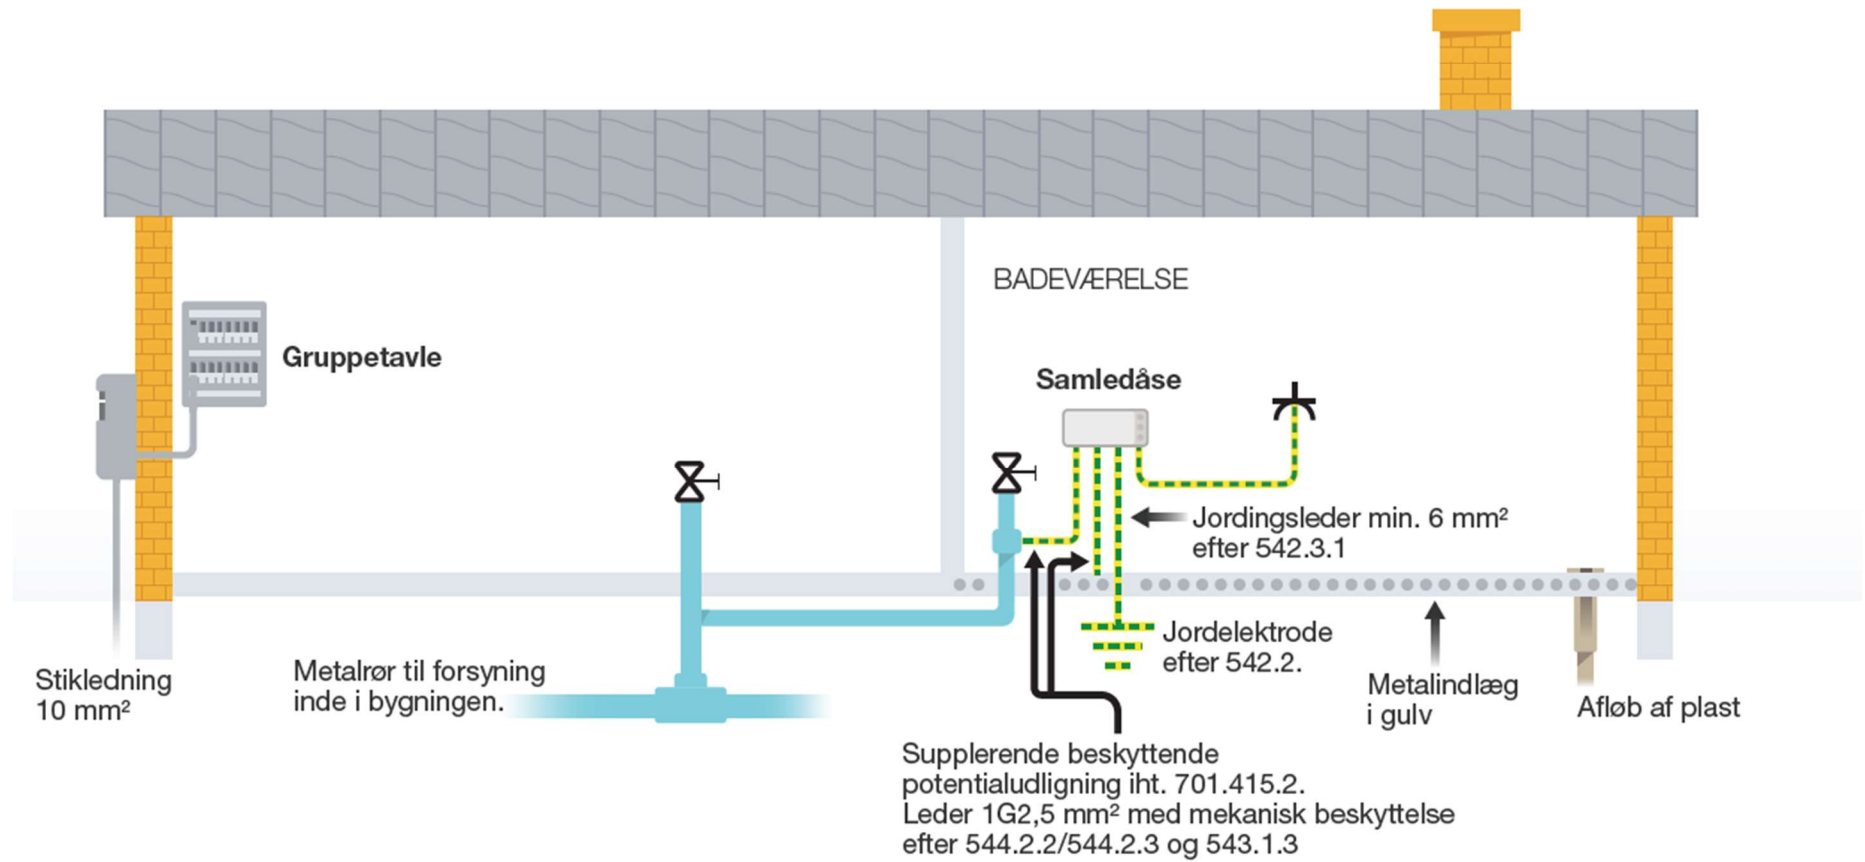 BADEVÆRELSE
Gruppetavle
Samledåse
Jordingsleder min. 6 mm²
efter 542.3.1
Jordelektrode
efter 542.2.
Stikledning
10 mm²
Metalrør til forsyning
inde i bygningen.
Metalindlæg
i gulv
Afløb af plast
Supplerende beskyttende
potentialudligning iht. 701.415.2.
Leder 1G2,5 mm² med mekanisk beskyttelse
efter 544.2.2/544.2.3 og 543.1.3